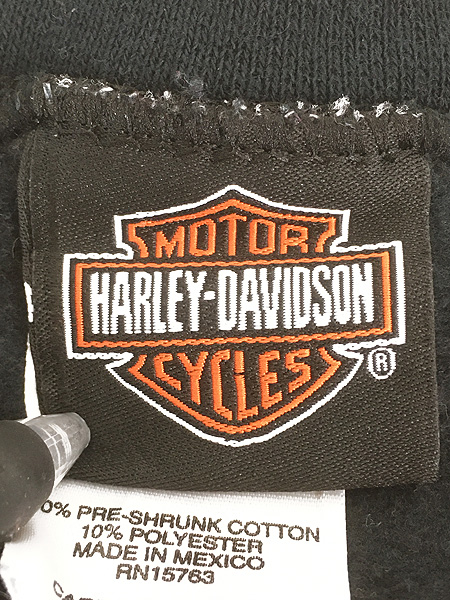 MOTOR
HARLEY-DAVIDSON
CYCLES
®
0% PRE-SHRUNK COTTON
10% POLYESTER
MADE IN MEXICO
RN15763